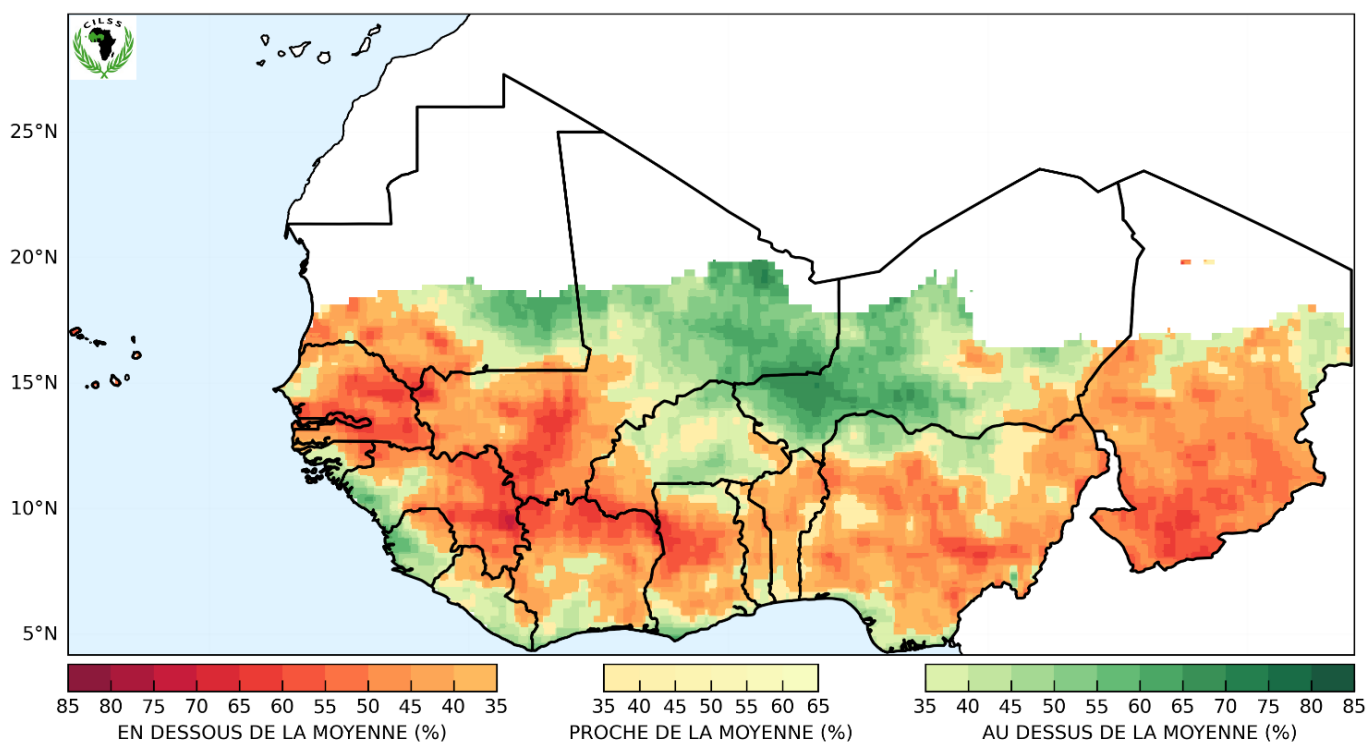 CILSS
25°N
20°N
15°N
10°N
5°N
85 80 75 70 65 60 55 50 45 40 35
35 40 45 50 55 60 65
35 40 45 50 55 60 65 70 75 80 85
EN DESSOUS DE LA MOYENNE (%)
PROCHE DE LA MOYENNE (%)
AU DESSUS DE LA MOYENNE (%)